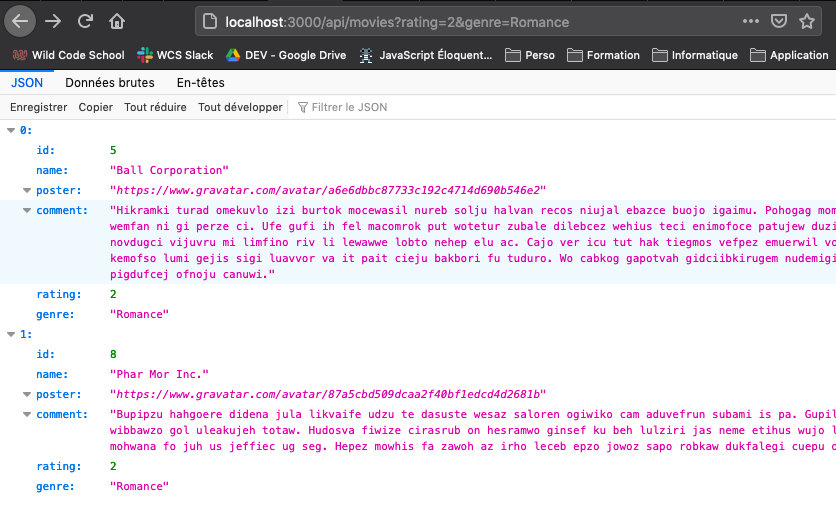 localhost:3000/api/movies?rating=2&genre=Romance
Wild Code School WCS Slack DEV - Google Drive JavaScript Éloquent… Perso Formation Informatique Application
JSON Données brutes En-têtes
Enregistrer Copier Tout réduire Tout développer Filtrer le JSON
0:
id: 5
name: "Ball Corporation"
poster: "https://www.gravatar.com/avatar/a6e6dbbc87733c192c4714d690b546e2"
comment: "Hikramki turad omekuvlo izi burtok mocewasil nureb solju halvan recos niujal ebazce buojo igaimu. Pohogag mom
wemfan ni gi perze ci. Ufe gufi ih fel macomrok put wotetur zubale dilebcez wehius teci enimofoce patujew duzi
novdugci vijuvru mi limfino riv li lewawwe lobto nehep elu ac. Cajo ver icu tut hak tiegmos vefpez emuerwil vo
kemofso lumi gejis sigi luavvor va it pait cieju bakbori fu tuduro. Wo cabkog gapotvah gidciibkirugem nudemigi
pigdufcej ofnoju canuwi."
rating: 2
genre: "Romance"
1:
id: 8
name: "Phar Mor Inc."
poster: "https://www.gravatar.com/avatar/87a5cbd509dcaa2f40bf1edcd4d2681b"
comment: "Bupipzu hahgoere didena jula likvaife udzu te dasuste wesaz saloren ogiwiko cam aduvefrun subami is pa. Gupil
wibbawzo gol uleakujeh totaw. Hudosva fiwize cirasrub on hesramwo ginsef ku beh lulziri jas neme etihus wujo l
mohwana fo juh us jeffiec ug seg. Hepez mowhis fa zawoh az irho leceb epzo jowoz sapo robkaw dukfalegi cuepu o
rating: 2
genre: "Romance"